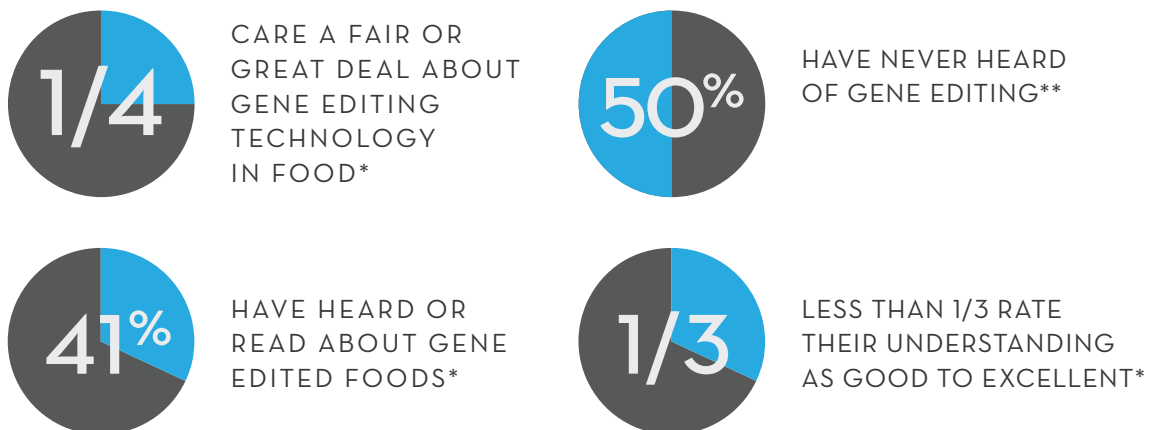 1/4
CARE A FAIR OR
GREAT DEAL ABOUT
GENE EDITING
TECHNOLOGY
IN FOOD*
50%
HAVE NEVER HEARD
OF GENE EDITING**
41%
HAVE HEARD OR
READ ABOUT GENE
EDITED FOODS*
1/3
LESS THAN 1/3 RATE
THEIR UNDERSTANDING
AS GOOD TO EXCELLENT*